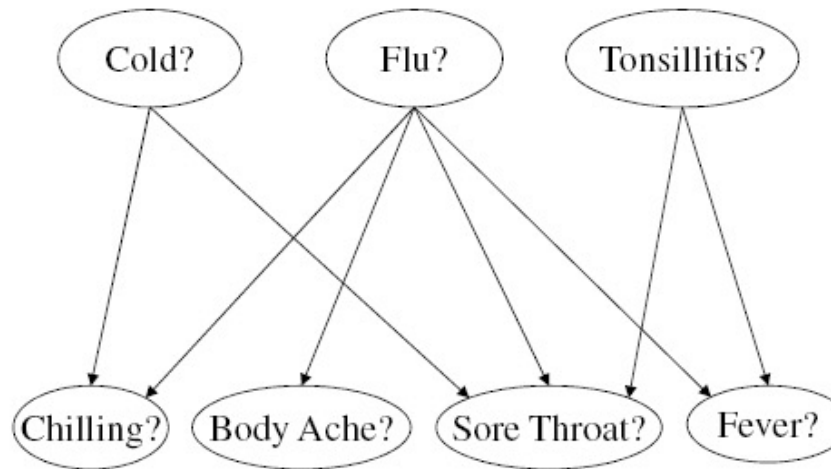 Cold?
Flu?
Tonsillitis?
Chilling?
Body Ache?
Sore Throat?
Fever?